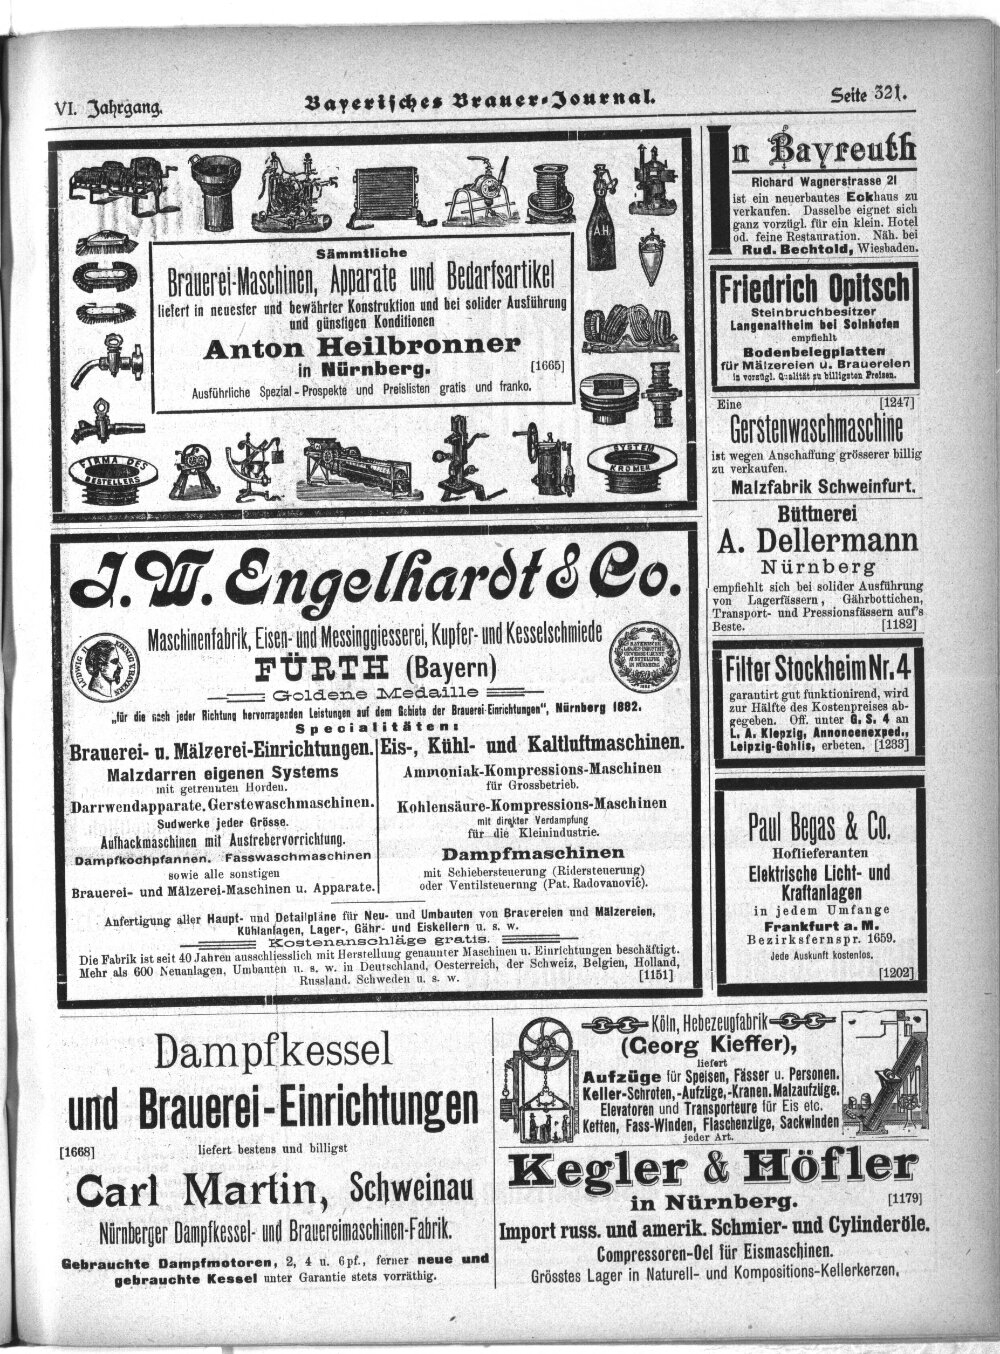 VI. Jahrgang.
Bayerisches Brauer-Journal.
Seite 321.
Sämmtliche
Brauerei-Maschinen, Apparate und Bedarfsartikel
liefert in neuester und bewährter Konstruktion und bei solider Ausführung
und günstigen Konditionen
Anton Heilbronner
in Nürnberg. [1665]
Ausführliche Spezial-Prospekte und Preislisten gratis und franko.
A.H.
FIRMA DES
BESTELLERS
SYSTEM
KROMER
J. W. Engelhardt & Co.
Maschinenfabrik, Eisen- und Messinggiesserei, Kupfer- und Kesselschmiede
FÜRTH (Bayern)
Goldene Medaille
„für die nach jeder Richtung hervorragenden Leistungen auf dem Gebiete der Brauerei-Einrichtungen", Nürnberg 1882.
Specialitäten:
Brauerei- u. Mälzerei-Einrichtungen.
Malzdarren eigenen Systems
mit getrennten Horden.
Darrwendapparate. Gerstewaschmaschinen.
Sudwerke jeder Grösse.
Aufhackmaschinen mit Austrebervorrichtung.
Dampfkochpfannen. Fasswaschmaschinen
sowie alle sonstigen
Brauerei- und Mälzerei-Maschinen u. Apparate.
Eis-, Kühl- und Kaltluftmaschinen.
Ammoniak-Kompressions-Maschinen
für Grossbetrieb.
Kohlensäure-Kompressions-Maschinen
mit direkter Verdampfung
für die Kleinindustrie.
Dampfmaschinen
mit Schiebersteuerung (Ridersteuerung)
oder Ventilsteuerung (Pat. Radovanović).
Anfertigung aller Haupt- und Detailpläne für Neu- und Umbauten von Brauereien und Mälzereien,
Kühlanlagen, Lager-, Gähr- und Eiskellern u. s. w.
Kostenanschläge gratis.
Die Fabrik ist seit 40 Jahren ausschliesslich mit Herstellung genannter Maschinen u. Einrichtungen beschäftigt.
Mehr als 600 Neuanlagen, Umbauten u. s. w. in Deutschland, Oesterreich, der Schweiz, Belgien, Holland,
Russland. Schweden u. s. w. [1151]
Dampfkessel
und Brauerei-Einrichtungen
[1668] liefert bestens und billigst
Carl Martin, Schweinau
Nürnberger Dampfkessel- und Brauereimaschinen-Fabrik.
Gebrauchte Dampfmotoren, 2, 4 u. 6pf., ferner neue und
gebrauchte Kessel unter Garantie stets vorräthig.
In Bayreuth
Richard Wagnerstrasse 21
ist ein neuerbautes Eckhaus zu
verkaufen. Dasselbe eignet sich
ganz vorzügl. für ein klein. Hotel
od. feine Restauration. Näh. bei
Rud. Bechtold, Wiesbaden.
Friedrich Opitsch
Steinbruchbesitzer
Langenaltheim bei Solnhofen
empfiehlt
Bodenbelegplatten
für Mälzereien u. Brauereien
in vorzügl. Qualität zu billigsten Preisen.
Eine [1247]
Gerstenwaschmaschine
ist wegen Anschaffung grösserer billig
zu verkaufen.
Malzfabrik Schweinfurt.
Büttnerei
A. Dellermann
Nürnberg
empfiehlt sich bei solider Ausführung
von Lagerfässern, Gährbottichen,
Transport- und Pressionsfässern auf's
Beste. [1182]
Filter Stockheim Nr. 4
garantirt gut funktionirend, wird
zur Hälfte des Kostenpreises ab-
gegeben. Off. unter G. S. 4 an
L. A. Klepzig, Annoncenexped.,
Leipzig-Gohlis, erbeten. [1233]
Paul Begas & Co.
Hoflieferanten
Elektrische Licht- und
Kraftanlagen
in jedem Umfange
Frankfurt a. M.
Bezirksfernspr. 1659.
Jede Auskunft kostenlos.
[1202]
Köln, Hebezeugfabrik
(Georg Kieffer),
liefert
Aufzüge für Speisen, Fässer u. Personen.
Keller-Schroten,-Aufzüge,-Kranen. Malzaufzüge.
Elevatoren und Transporteure für Eis etc.
Ketten, Fass-Winden, Flaschenzüge, Sackwinden
jeder Art.
Kegler & Höfler
in Nürnberg. [1179]
Import russ. und amerik. Schmier- und Cylinderöle.
Compressoren-Oel für Eismaschinen.
Grösstes Lager in Naturell- und Kompositions-Kellerkerzen.